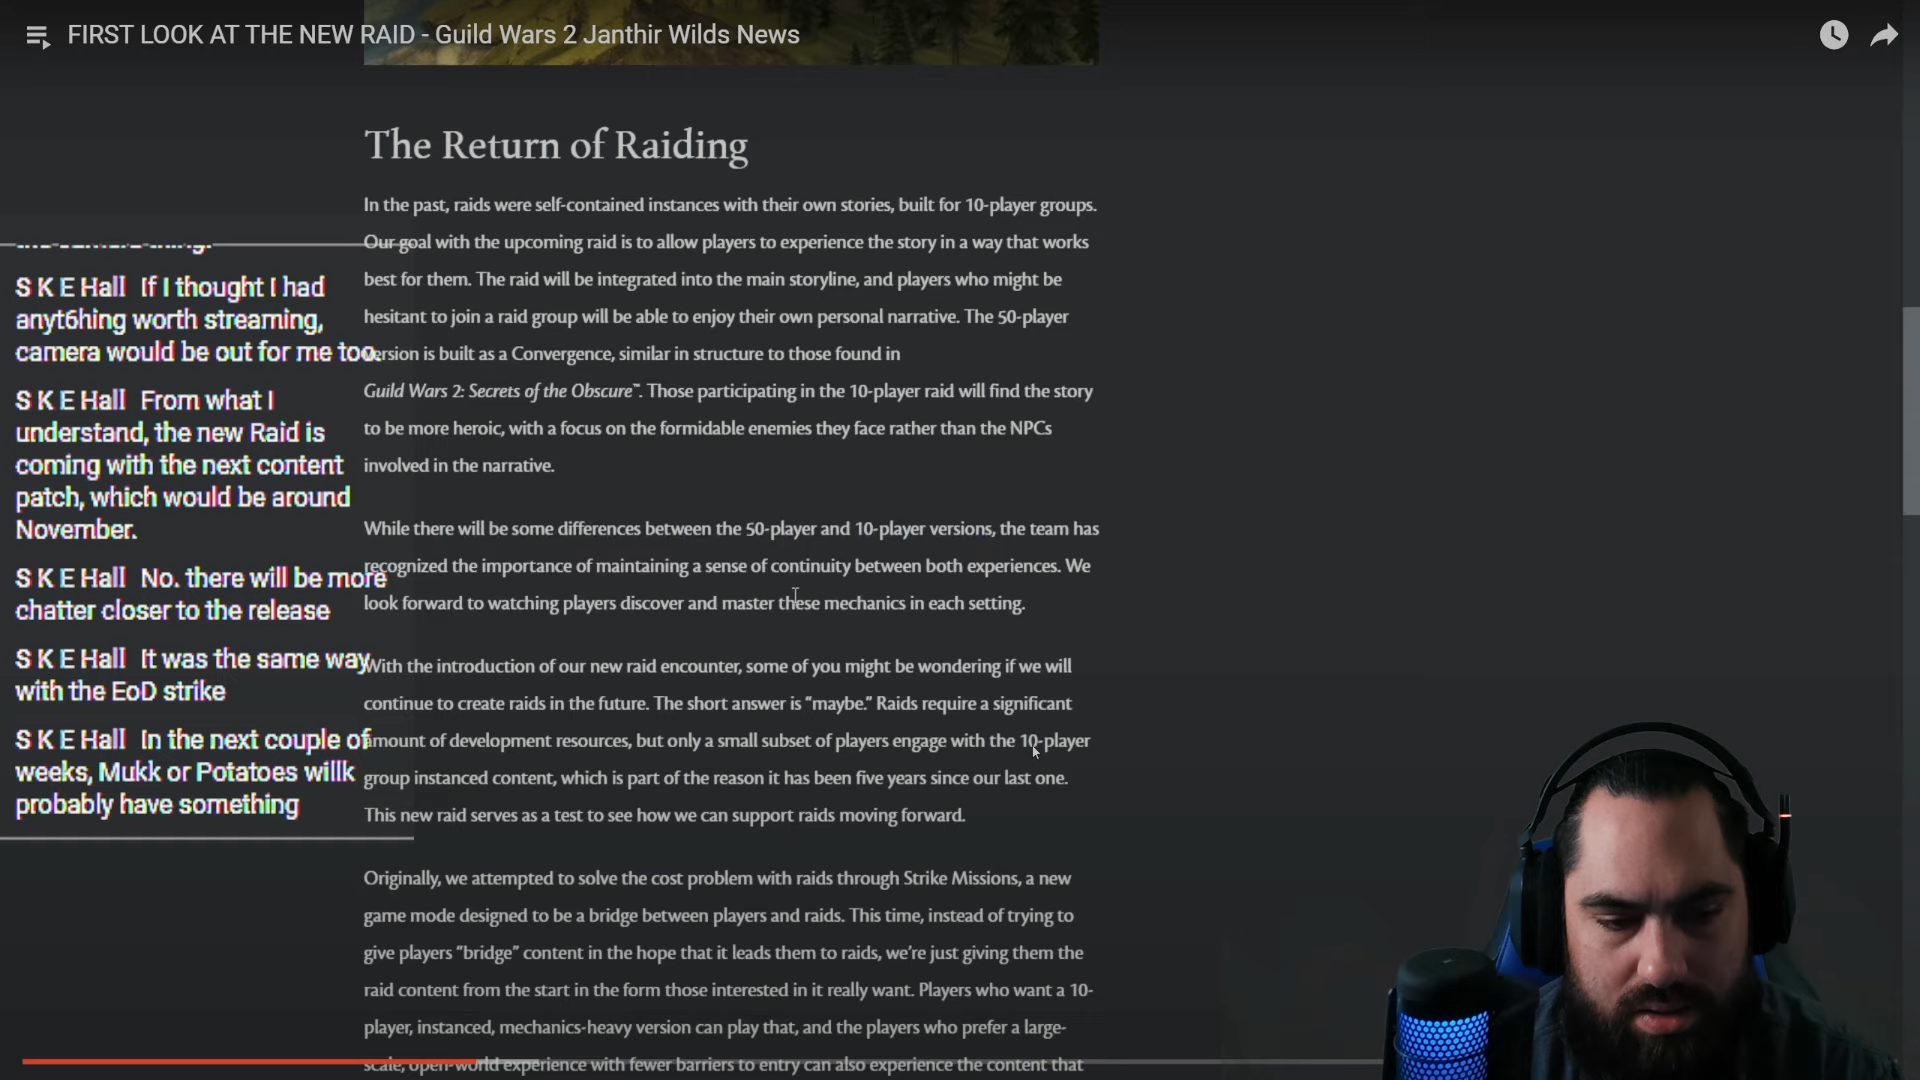 FIRST LOOK AT THE NEW RAID - Guild Wars 2 Janthir Wilds News
The Return of Raiding
In the past, raids were self-contained instances with their own stories, built for 10-player groups.
Our goal with the upcoming raid is to allow players to experience the story in a way that works
best for them. The raid will be integrated into the main storyline, and players who might be
hesitant to join a raid group will be able to enjoy their own personal narrative. The 50-player
version is built as a Convergence, similar in structure to those found in
Guild Wars 2: Secrets of the Obscure™. Those participating in the 10-player raid will find the story
to be more heroic, with a focus on the formidable enemies they face rather than the NPCs
involved in the narrative.
While there will be some differences between the 50-player and 10-player versions, the team has
recognized the importance of maintaining a sense of continuity between both experiences. We
look forward to watching players discover and master these mechanics in each setting.
With the introduction of our new raid encounter, some of you might be wondering if we will
continue to create raids in the future. The short answer is “maybe.” Raids require a significant
amount of development resources, but only a small subset of players engage with the 10-player
group instanced content, which is part of the reason it has been five years since our last one.
This new raid serves as a test to see how we can support raids moving forward.
Originally, we attempted to solve the cost problem with raids through Strike Missions, a new
game mode designed to be a bridge between players and raids. This time, instead of trying to
give players “bridge” content in the hope that it leads them to raids, we’re just giving them the
raid content from the start in the form those interested in it really want. Players who want a 10-
player, instanced, mechanics-heavy version can play that, and the players who prefer a large-
scale, open-world experience with fewer barriers to entry can also experience the content that
S K E Hall If I thought I had
anyt6hing worth streaming,
camera would be out for me too.
S K E Hall From what I
understand, the new Raid is
coming with the next content
patch, which would be around
November.
S K E Hall No. there will be more
chatter closer to the release
S K E Hall It was the same way
with the EoD strike
S K E Hall In the next couple of
weeks, Mukk or Potatoes willk
probably have something